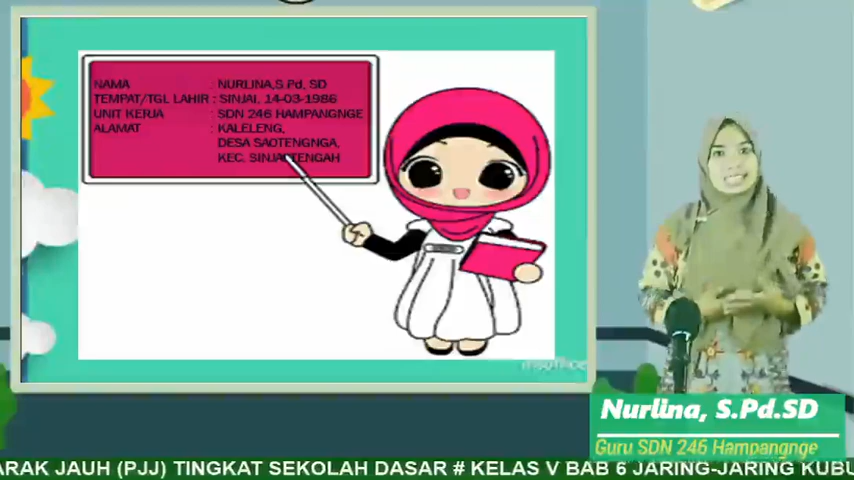 NAMA : NURLINA,S.Pd, SD
TEMPAT/TGL LAHIR : SINJAI, 14-03-1986
UNIT KERJA : SDN 246 HAMPANGNGE
ALAMAT : KALELENG,
DESA SAOTENGNGA,
KEC. SINJAI TENGAH
Nurlina, S.Pd.SD
Guru SDN 246 Hampangnge
ARAK JAUH (PJJ) TINGKAT SEKOLAH DASAR # KELAS V BAB 6 JARING-JARING KUBU